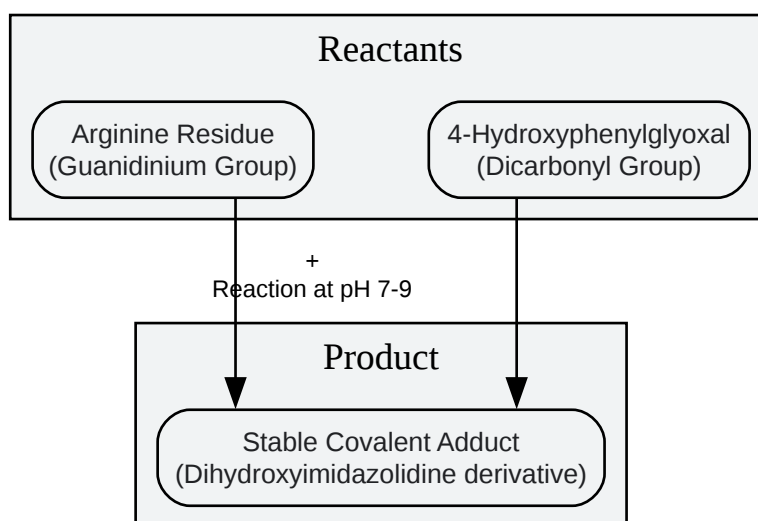 Reactants
Arginine Residue
(Guanidinium Group)
4-Hydroxyphenylglyoxal
(Dicarbonyl Group)
+
Reaction at pH 7-9
Product
Stable Covalent Adduct
(Dihydroxyimidazolidine derivative)